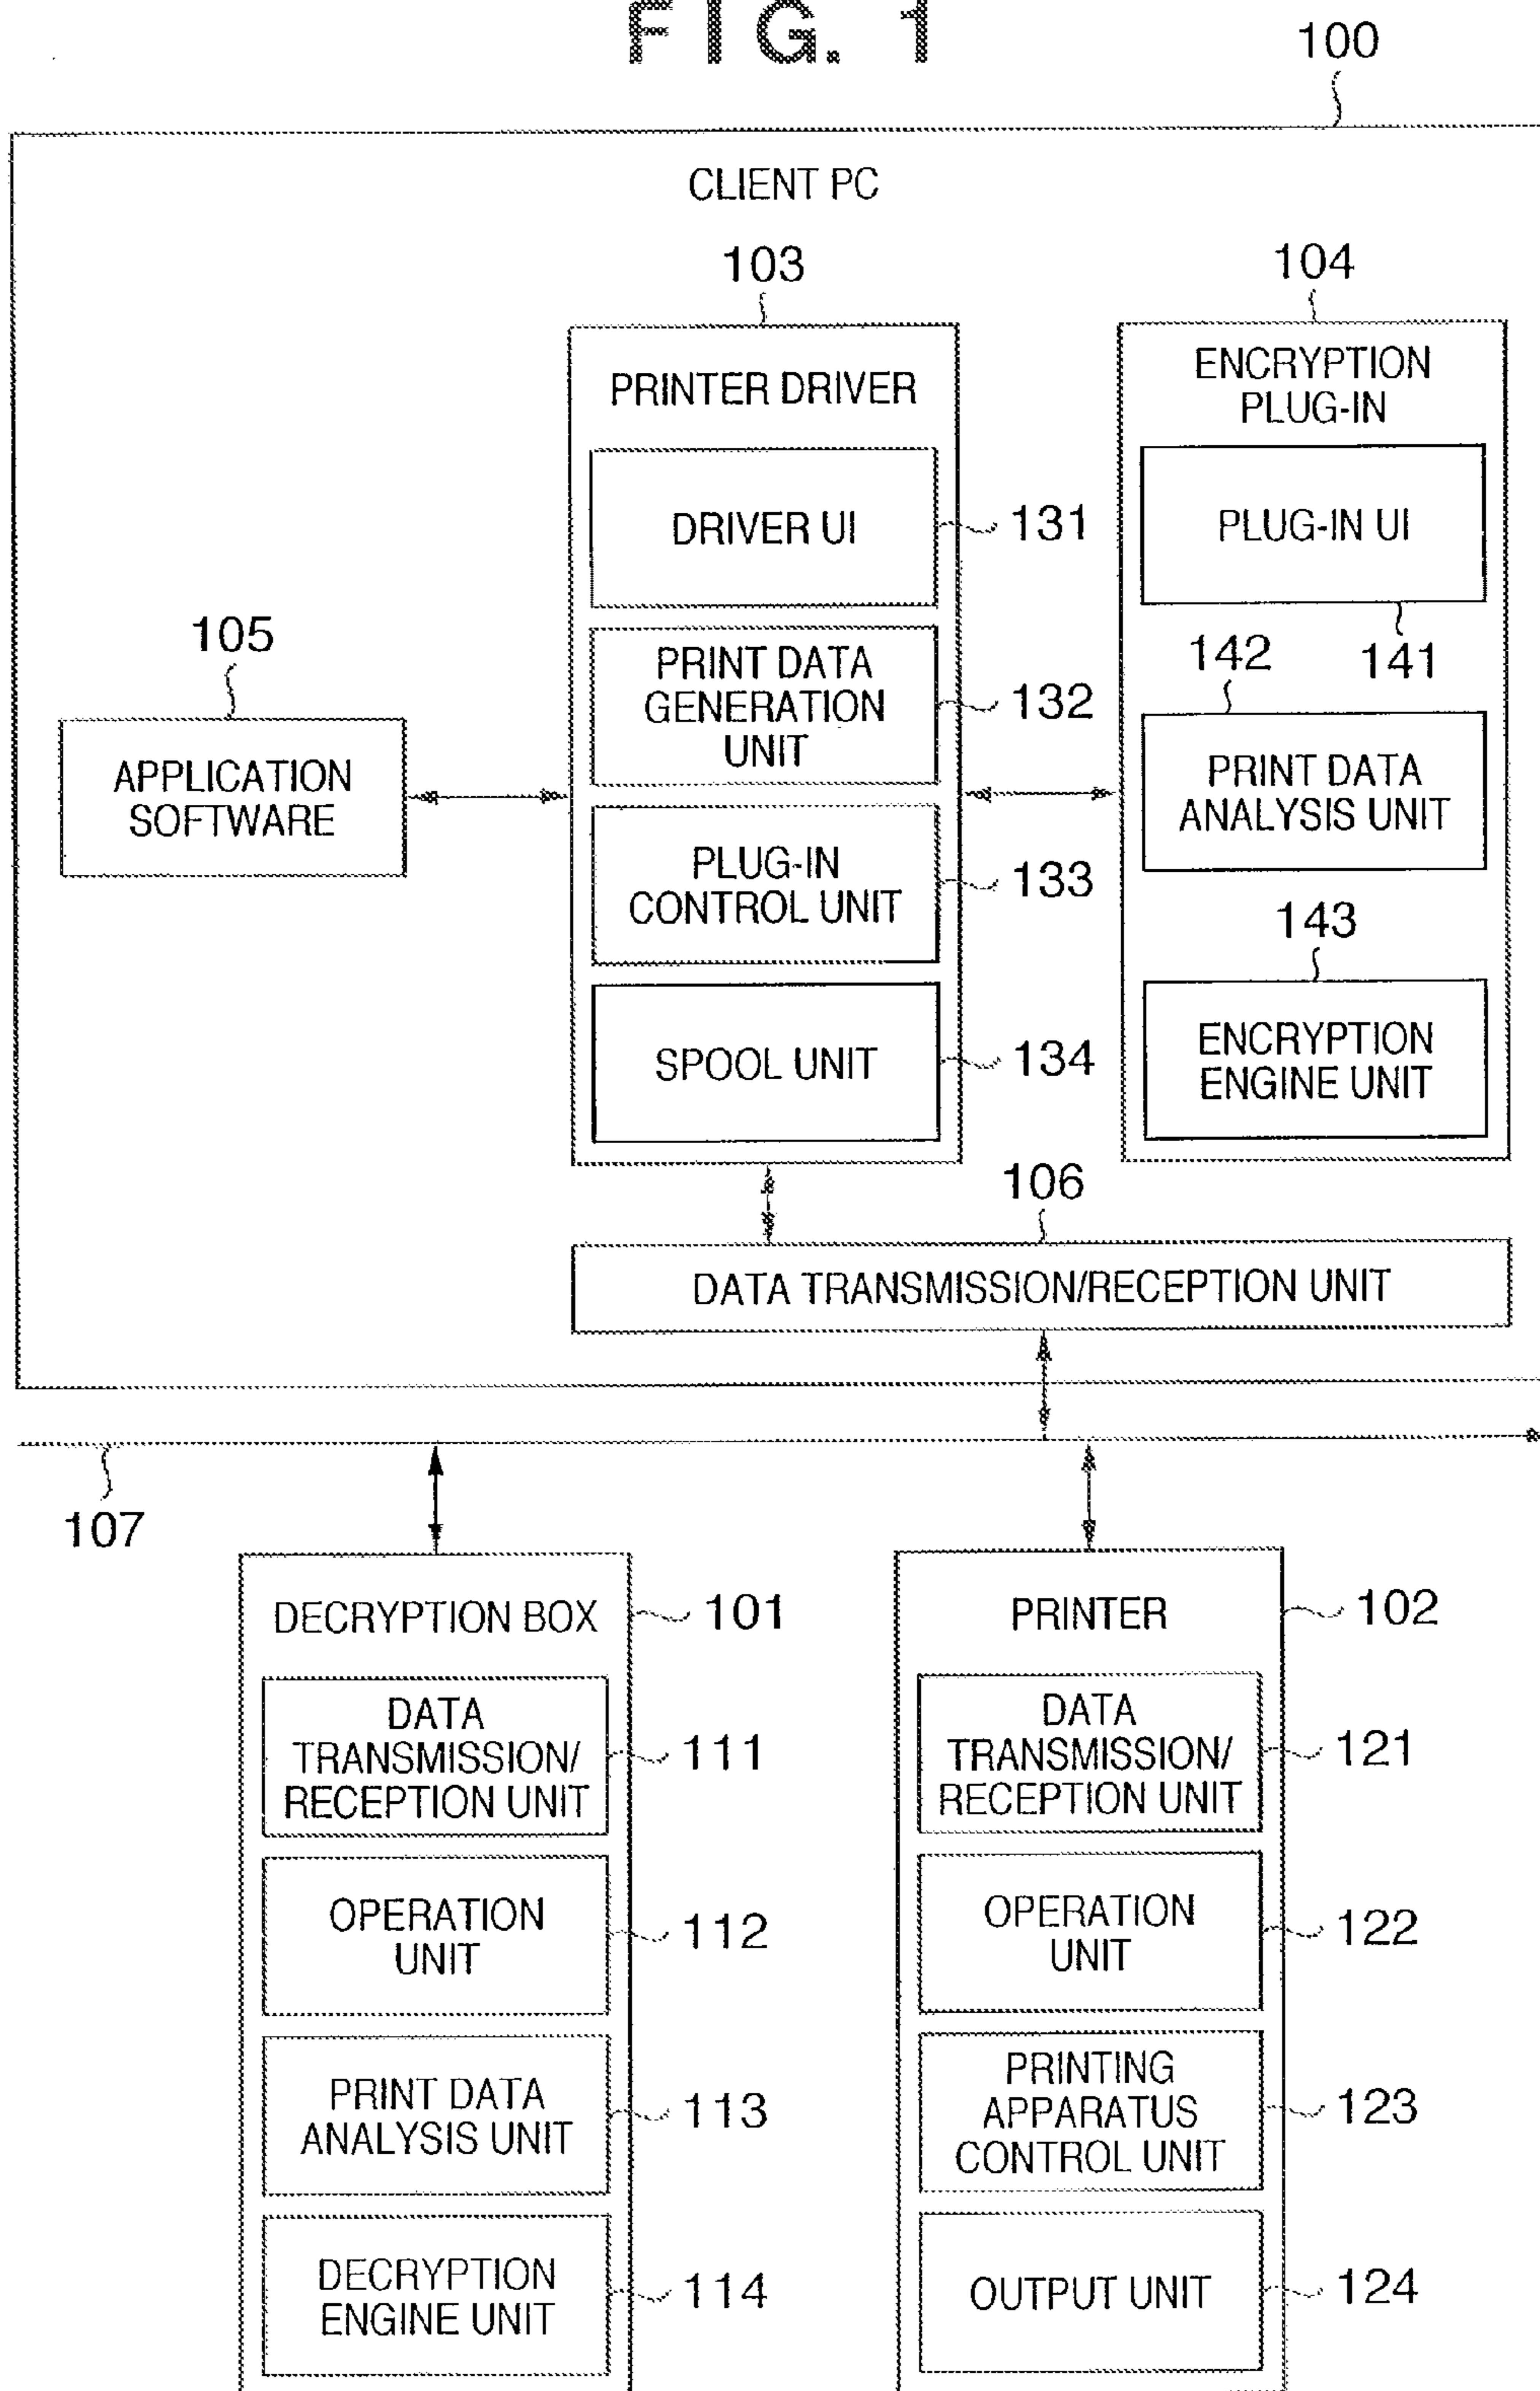 FIG. 1
100
CLIENT PC
103
104
PRINTER DRIVER
ENCRYPTION
PLUG-IN
DRIVER UI
131
PLUG-IN UI
141
105
PRINT DATA
GENERATION
UNIT
132
142
APPLICATION
SOFTWARE
PRINT DATA
ANALYSIS UNIT
PLUG-IN
CONTROL UNIT
133
143
SPOOL UNIT
134
ENCRYPTION
ENGINE UNIT
106
DATA TRANSMISSION/RECEPTION UNIT
107
DECRYPTION BOX
101
DATA
TRANSMISSION/
RECEPTION UNIT
111
OPERATION
UNIT
112
PRINT DATA
ANALYSIS UNIT
113
DECRYPTION
ENGINE UNIT
114
PRINTER
102
DATA
TRANSMISSION/
RECEPTION UNIT
121
OPERATION
UNIT
122
PRINTING
APPARATUS
CONTROL UNIT
123
OUTPUT UNIT
124